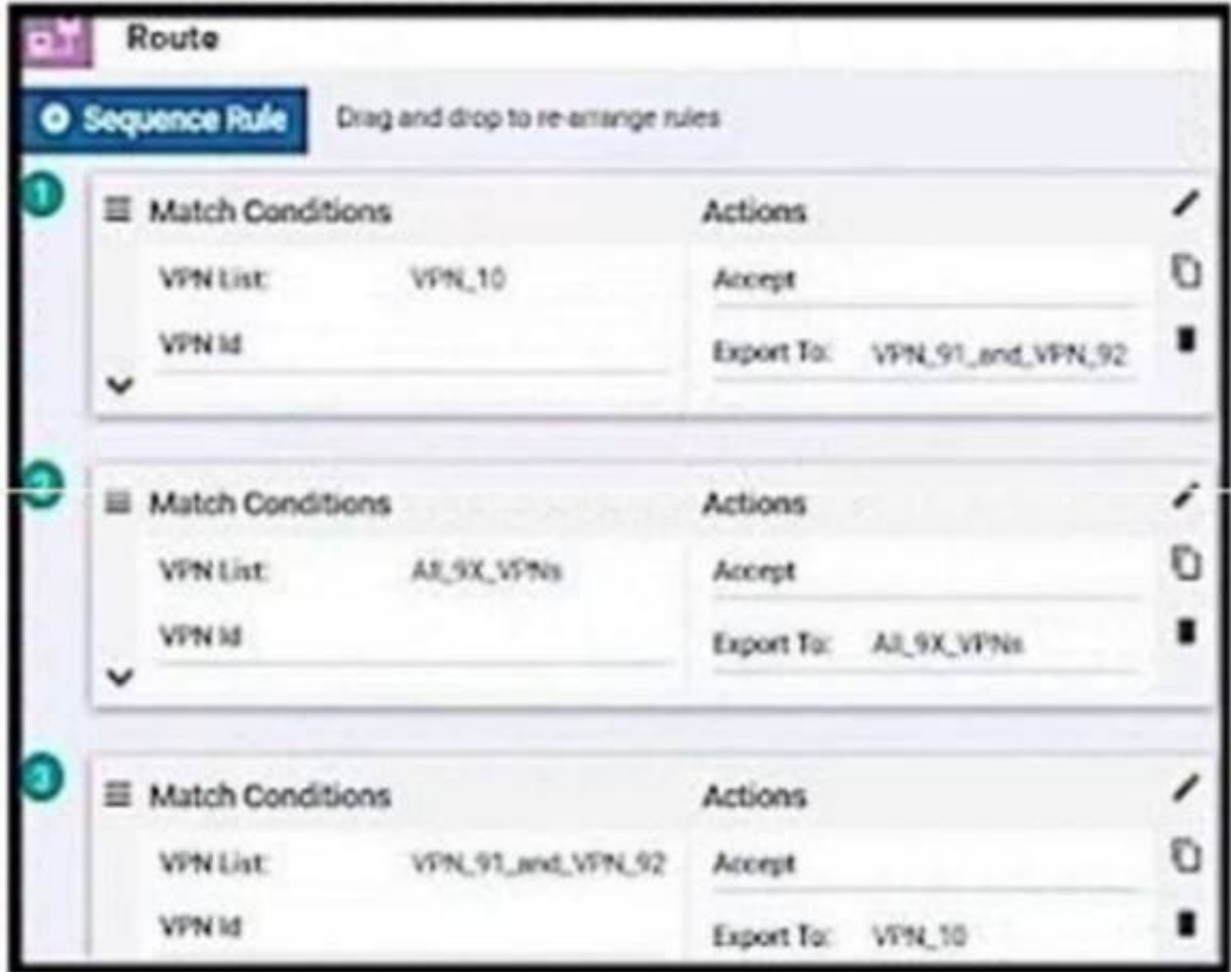 Route
Sequence Rule Drag and drop to re-arrange rules
1
Match Conditions Actions
VPN List: VPN_10 Accept
VPN Id Export To: VPN_91_and_VPN_92
2
Match Conditions Actions
VPN List: All_9X_VPNs Accept
VPN Id Export To: All_9X_VPNs
3
Match Conditions Actions
VPN List: VPN_91_and_VPN_92 Accept
VPN Id Export To: VPN_10